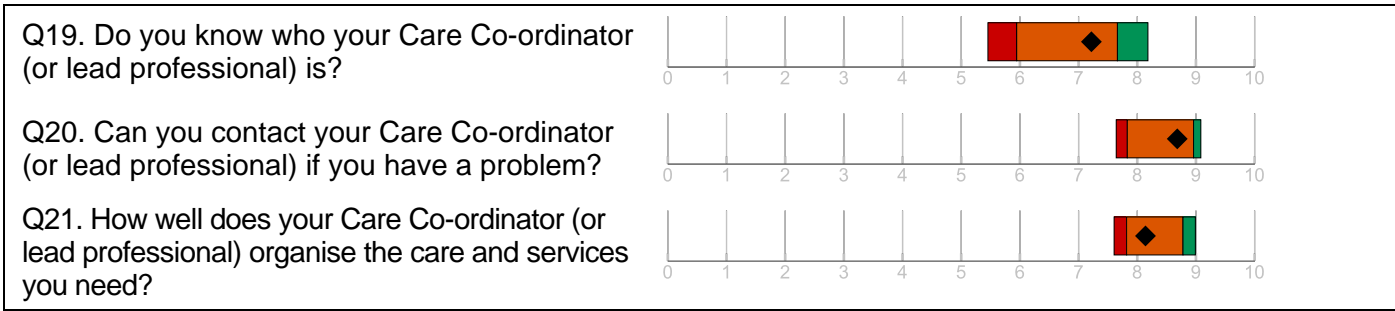 Q19. Do you know who your Care Co-ordinator
(or lead professional) is?
0 1 2 3 4 5 6 7 8 9 10
Q20. Can you contact your Care Co-ordinator
(or lead professional) if you have a problem?
0 1 2 3 4 5 6 7 8 9 10
Q21. How well does your Care Co-ordinator (or
lead professional) organise the care and services
you need?
0 1 2 3 4 5 6 7 8 9 10